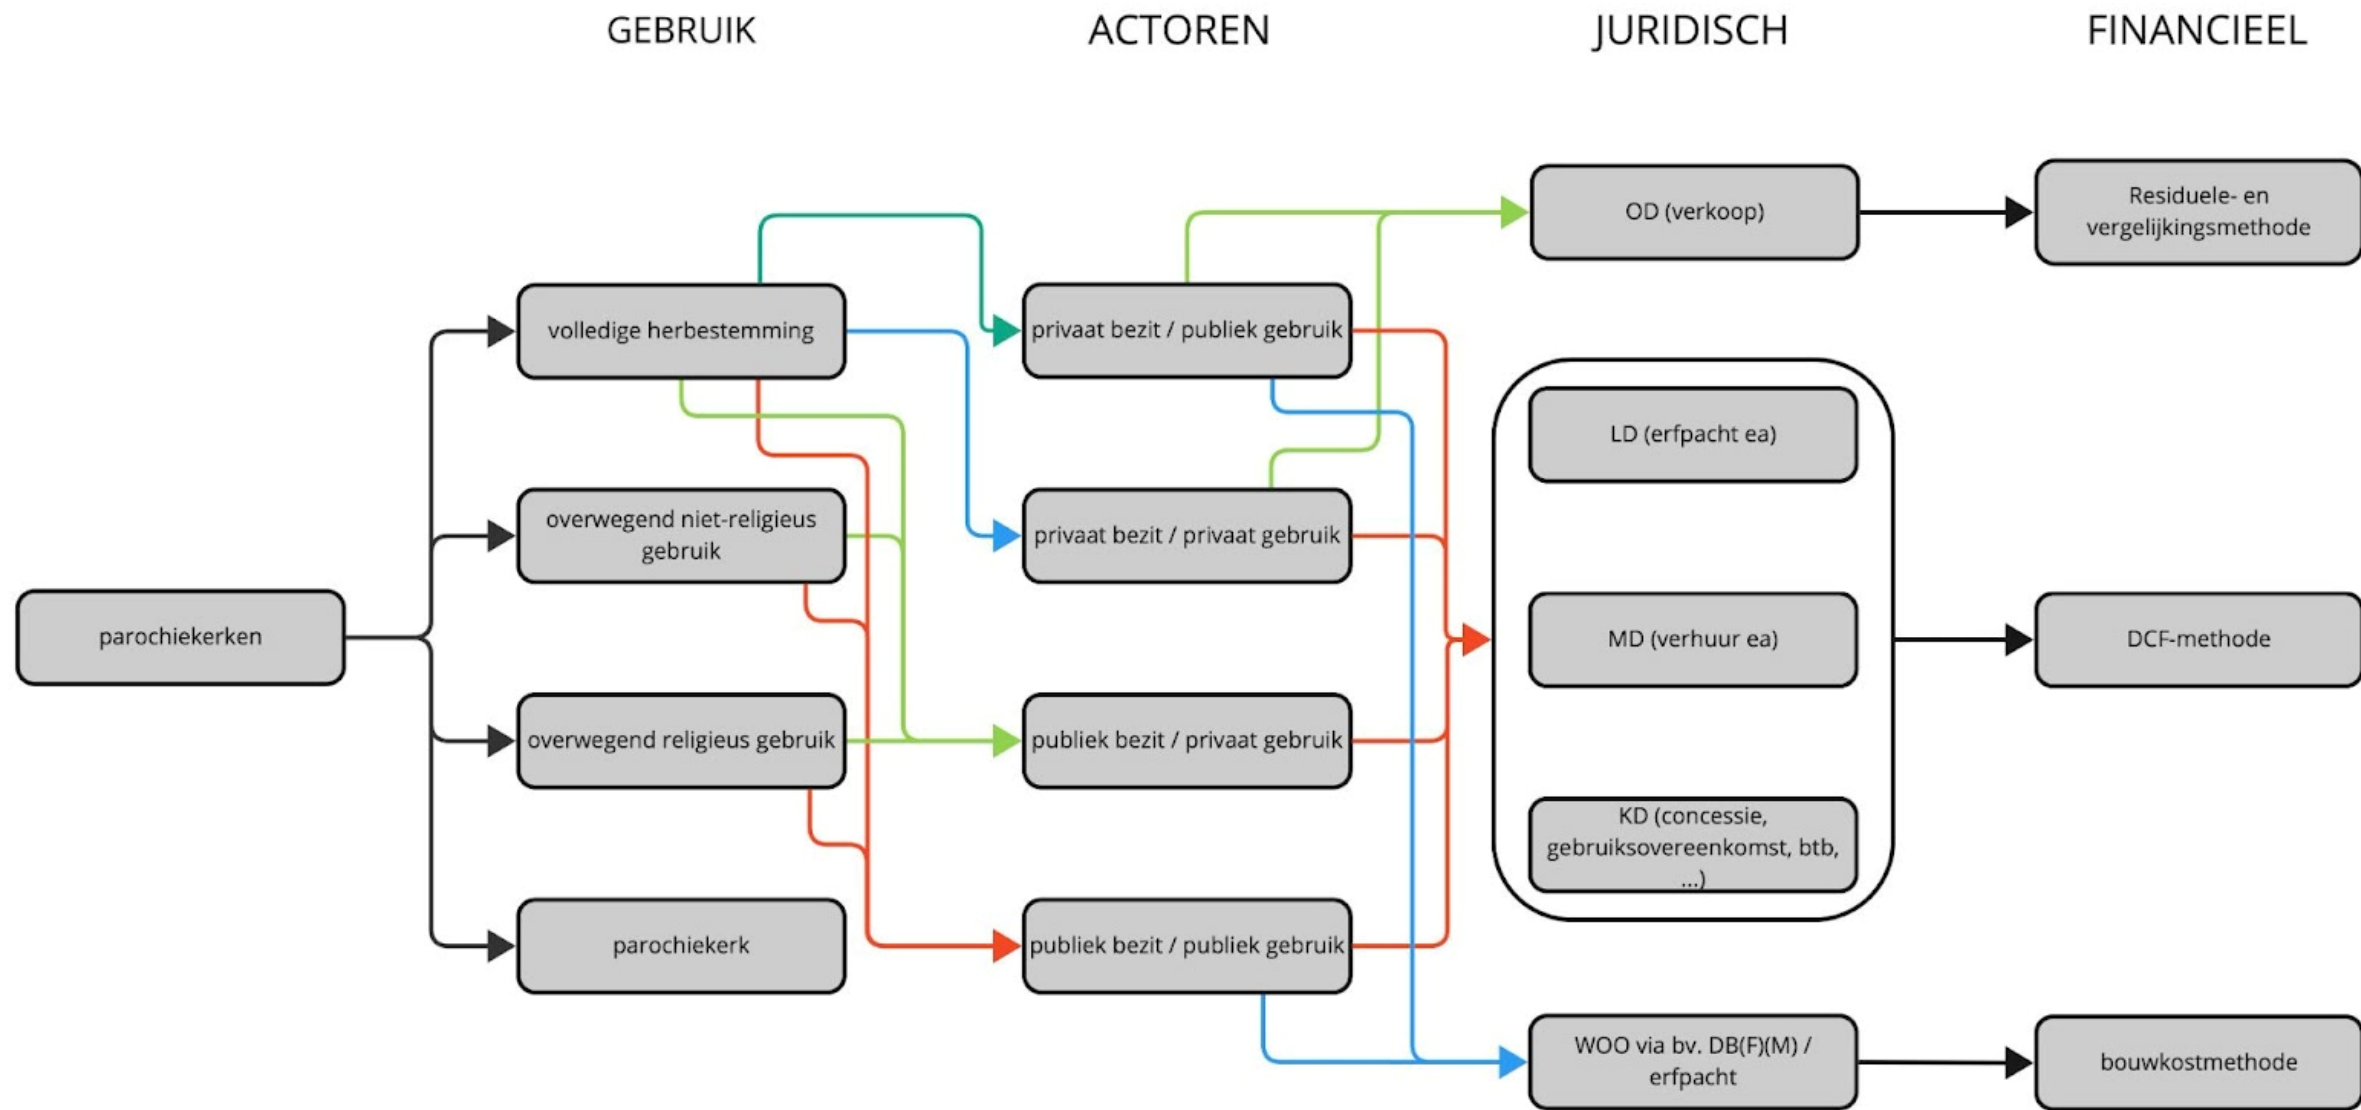 GEBRUIK
ACTOREN
JURIDISCH
FINANCIEEL
OD (verkoop)
Residuele- en
vergelijkingsmethode
volledige herbestemming
privaat bezit / publiek gebruik
LD (erfpacht ea)
overwegend niet-religieus
gebruik
privaat bezit / privaat gebruik
parochiekerken
MD (verhuur ea)
DCF-methode
overwegend religieus gebruik
publiek bezit / privaat gebruik
KD (concessie,
gebruiksovereenkomst, btb,
...)
parochiekerk
publiek bezit / publiek gebruik
WOO via bv. DB(F)(M) /
erfpacht
bouwkostmethode